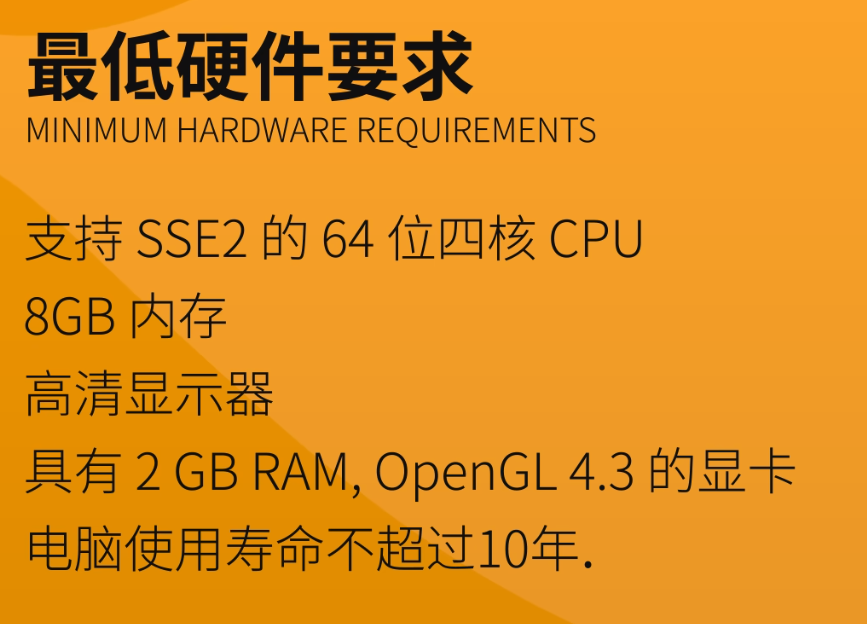 最低硬件要求
MINIMUM HARDWARE REQUIREMENTS
支持 SSE2 的 64 位四核 CPU
8GB 内存
高清显示器
具有 2 GB RAM, OpenGL 4.3 的显卡
电脑使用寿命不超过10年.